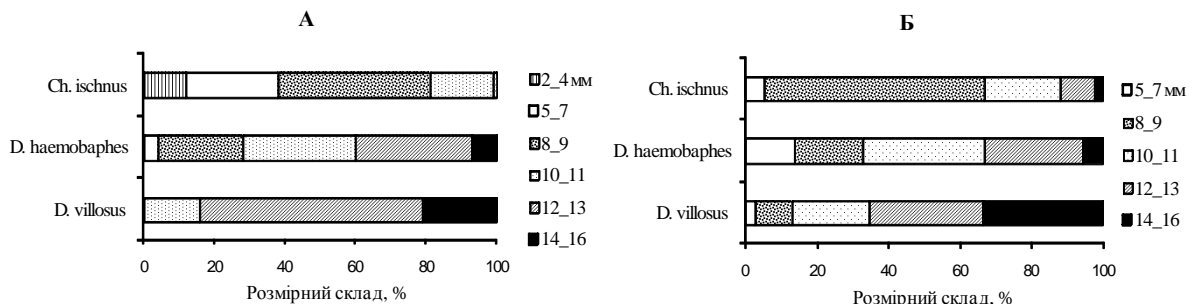 А
Ch. ischnus
D. haemobaphes
D. villosus
0 20 40 60 80 100
Розмірний склад, %
2_4 мм
5_7
8_9
10_11
12_13
14_16
Б
Ch. ischnus
D. haemobaphes
D. villosus
0 20 40 60 80 100
Розмірний склад, %
5_7 мм
8_9
10_11
12_13
14_16